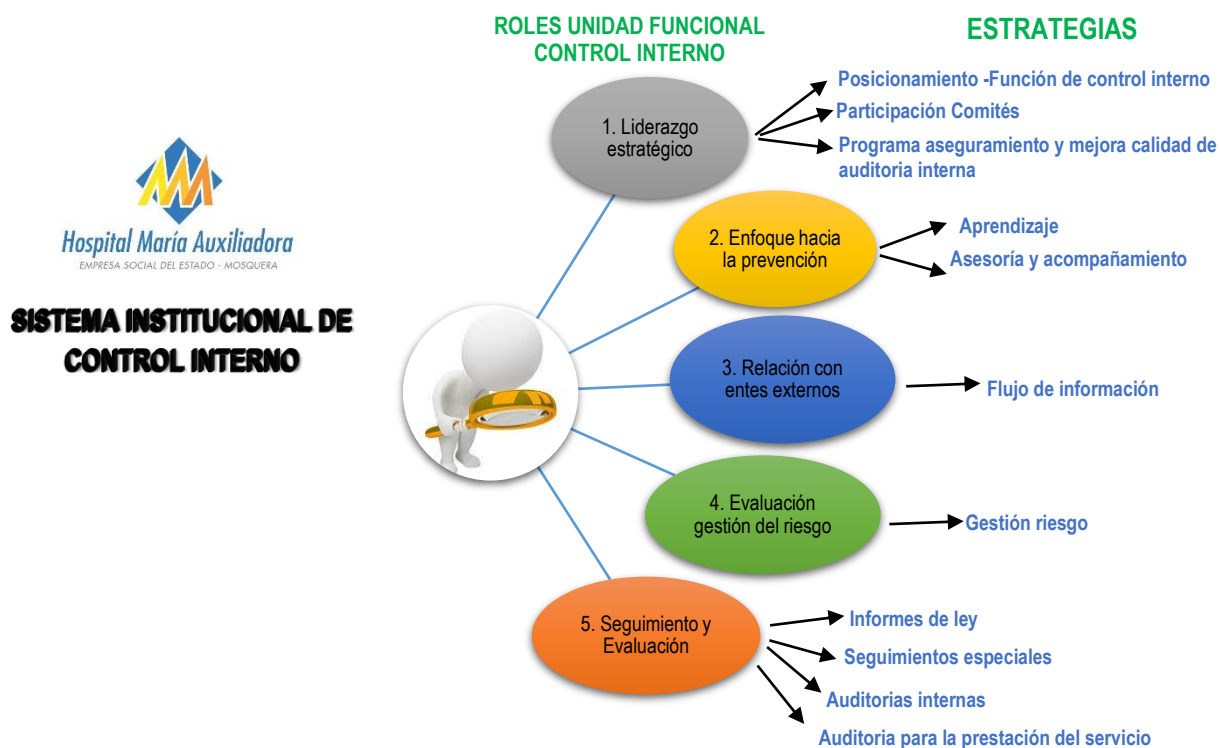 ROLES UNIDAD FUNCIONAL
CONTROL INTERNO
ESTRATEGIAS
Hospital María Auxiliadora
EMPRESA SOCIAL DEL ESTADO - MOSQUERA
SISTEMA INSTITUCIONAL DE
CONTROL INTERNO
1. Liderazgo
estratégico
Posicionamiento -Función de control interno
Participación Comités
Programa aseguramiento y mejora calidad de
auditoria interna
2. Enfoque hacia
la prevención
Aprendizaje
Asesoría y acompañamiento
3. Relación con
entes externos
Flujo de información
4. Evaluación
gestión del riesgo
Gestión riesgo
5. Seguimiento y
Evaluación
Informes de ley
Seguimientos especiales
Auditorias internas
Auditoria para la prestación del servicio